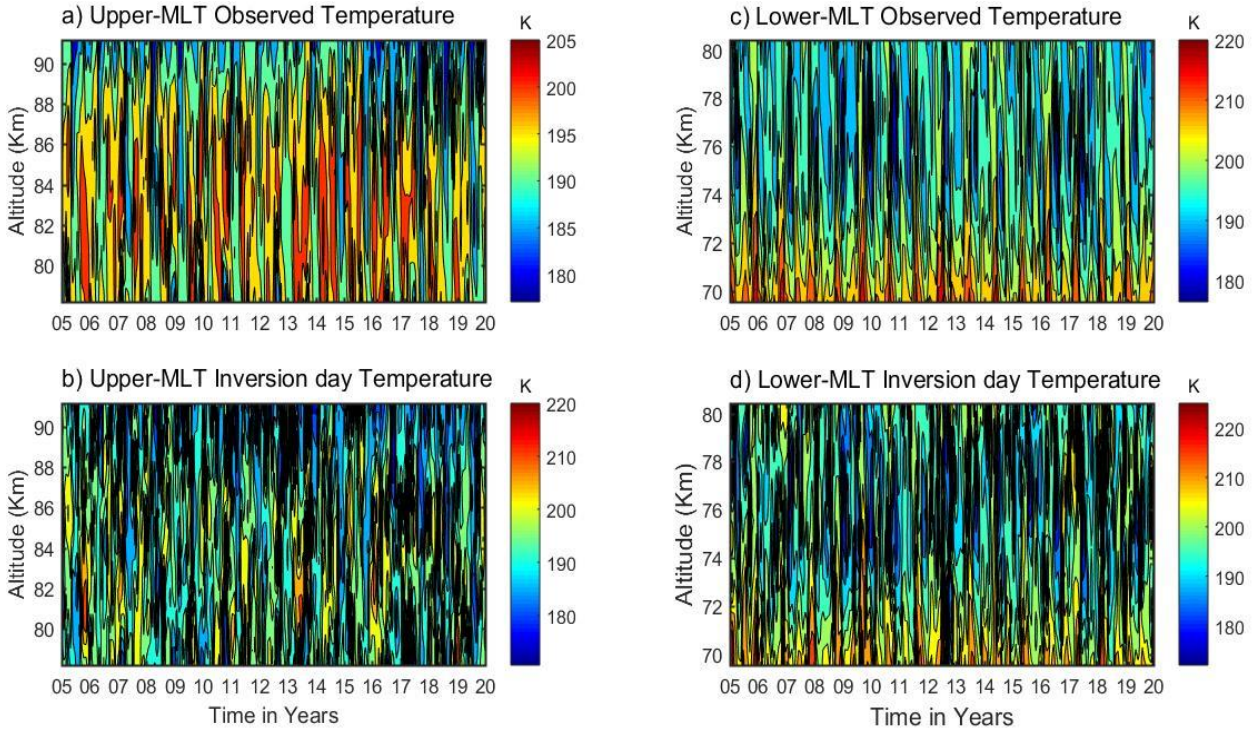 a) Upper-MLT Observed Temperature
K
205
200
195
190
185
180
90
88
86
84
82
80
Altitude (Km)
05 06 07 08 09 10 11 12 13 14 15 16 17 18 19 20
c) Lower-MLT Observed Temperature
K
220
210
200
190
180
80
78
76
74
72
70
Altitude (Km)
05 06 07 08 09 10 11 12 13 14 15 16 17 18 19 20
b) Upper-MLT Inversion day Temperature
K
220
210
200
190
180
90
88
86
84
82
80
Altitude (Km)
05 06 07 08 09 10 11 12 13 14 15 16 17 18 19 20
Time in Years
d) Lower-MLT Inversion day Temperature
K
220
210
200
190
180
80
78
76
74
72
70
Altitude (Km)
05 06 07 08 09 10 11 12 13 14 15 16 17 18 19 20
Time in Years